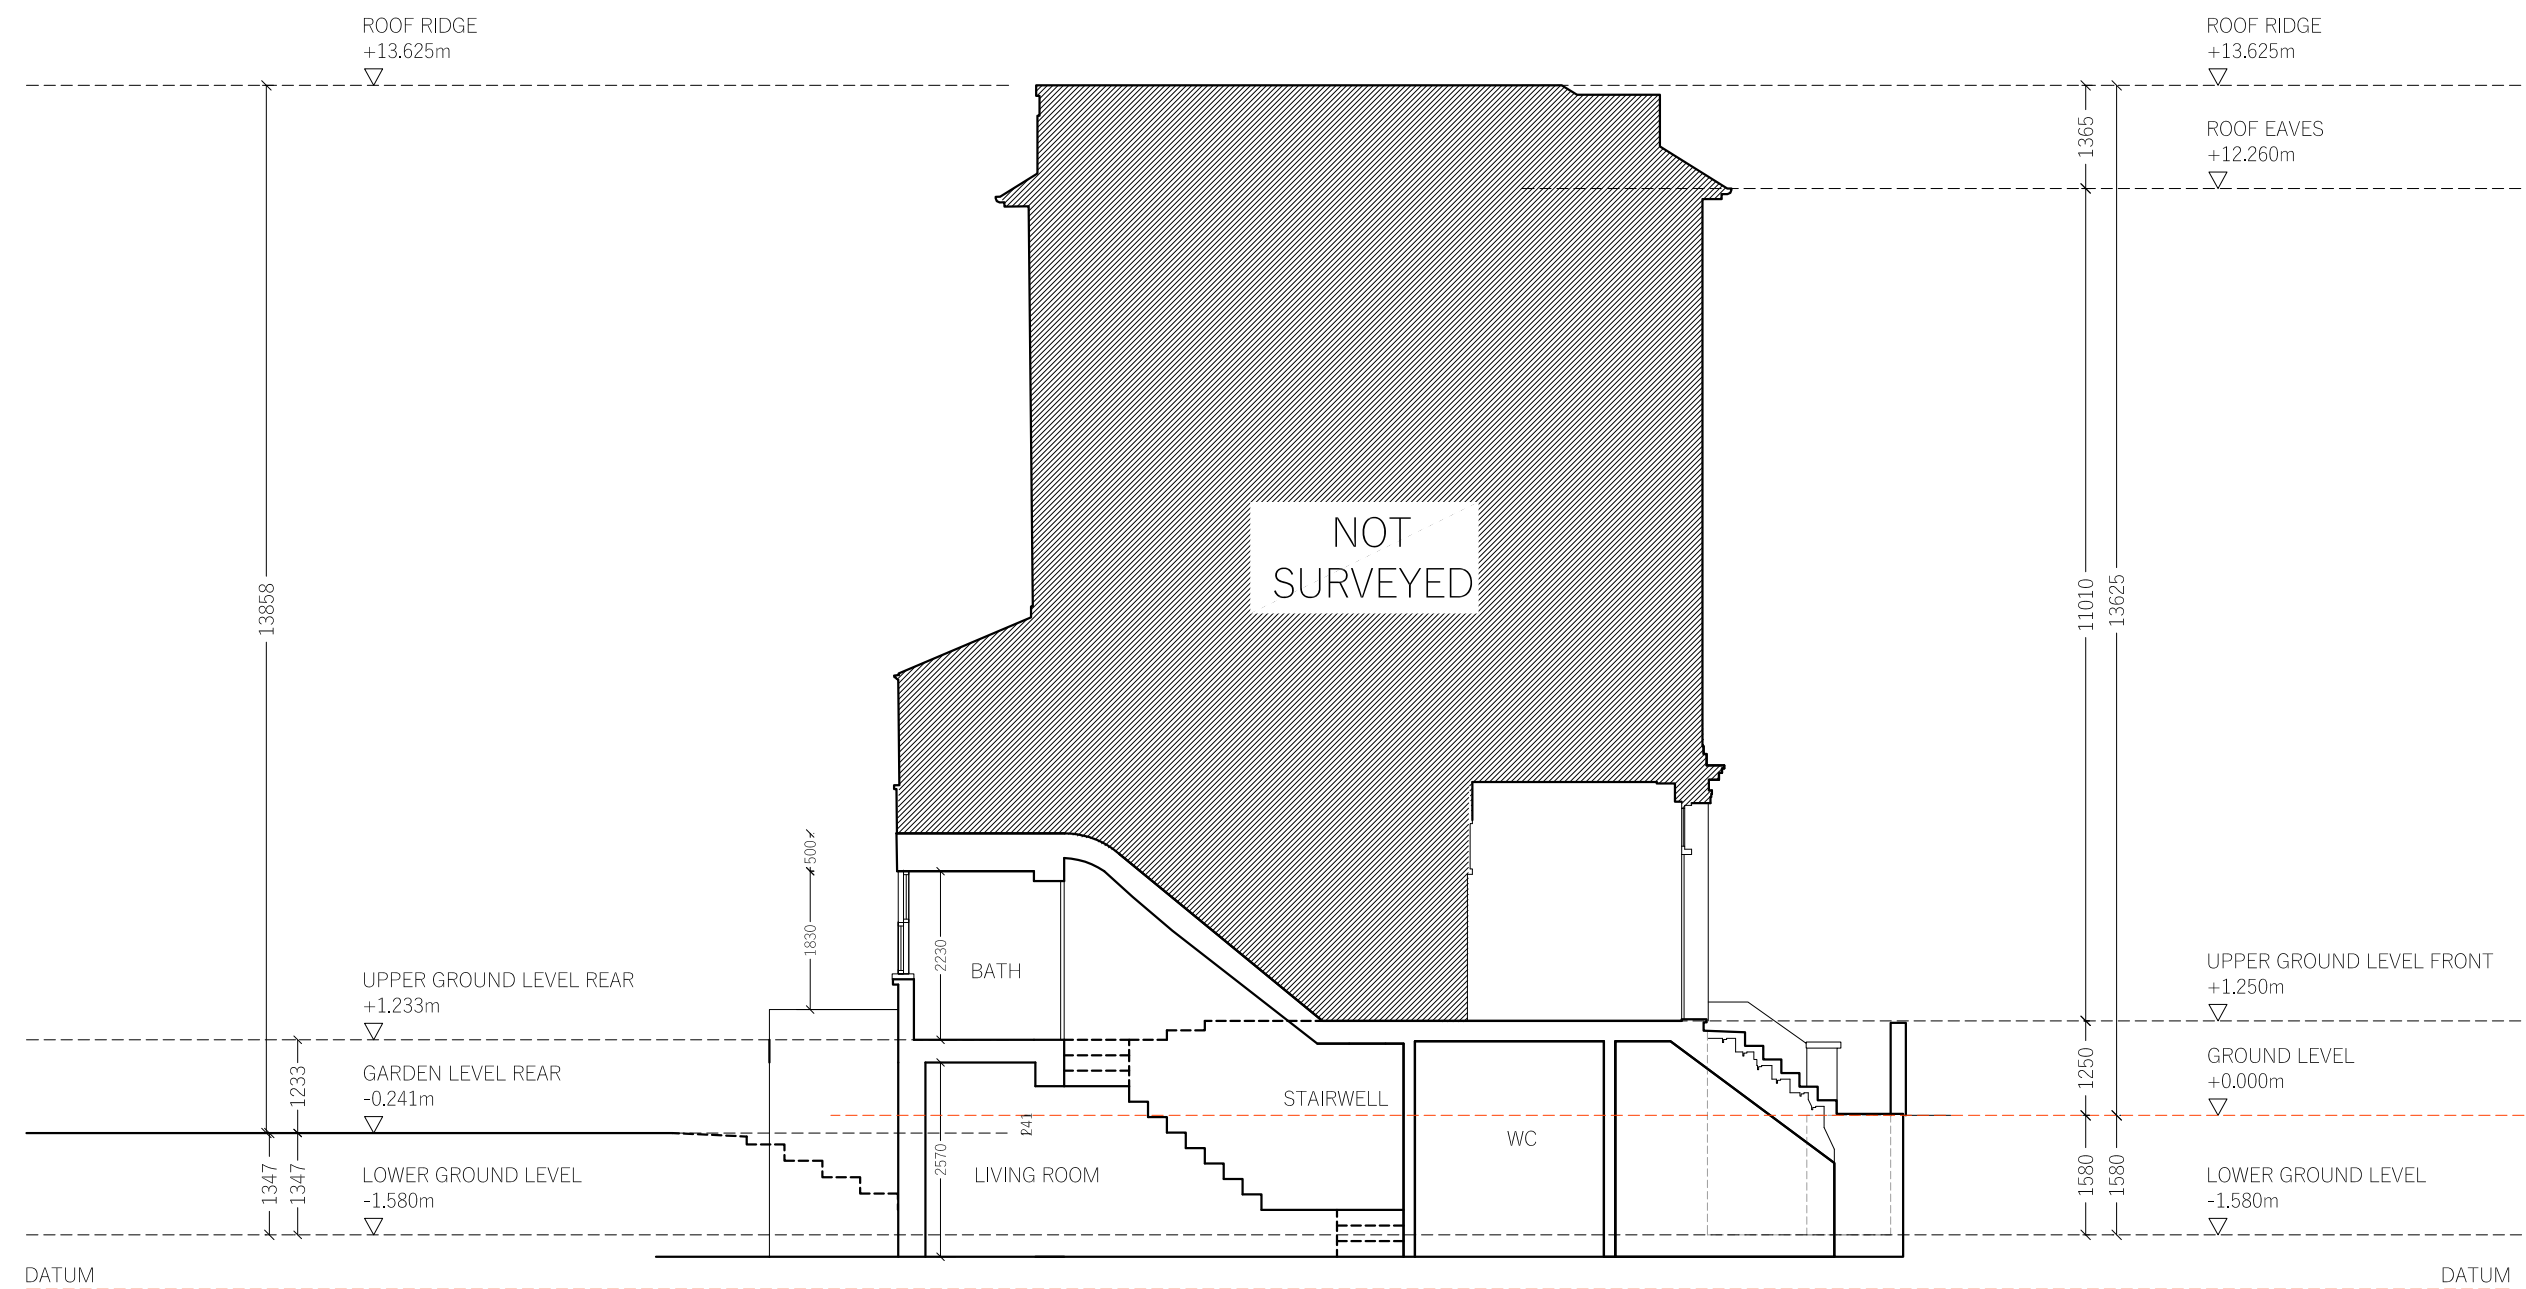 ROOF RIDGE
+13.625m
ROOF RIDGE
+13.625m
1365
ROOF EAVES
+12.260m
NOT
SURVEYED
13858
11010
13625
500
1830
2230
BATH
UPPER GROUND LEVEL REAR
+1.233m
UPPER GROUND LEVEL FRONT
+1.250m
1233
GARDEN LEVEL REAR
-0.241m
241
STAIRWELL
WC
1250
GROUND LEVEL
+0.000m
1347
1347
LOWER GROUND LEVEL
-1.580m
2570
LIVING ROOM
1580
1580
LOWER GROUND LEVEL
-1.580m
DATUM
DATUM